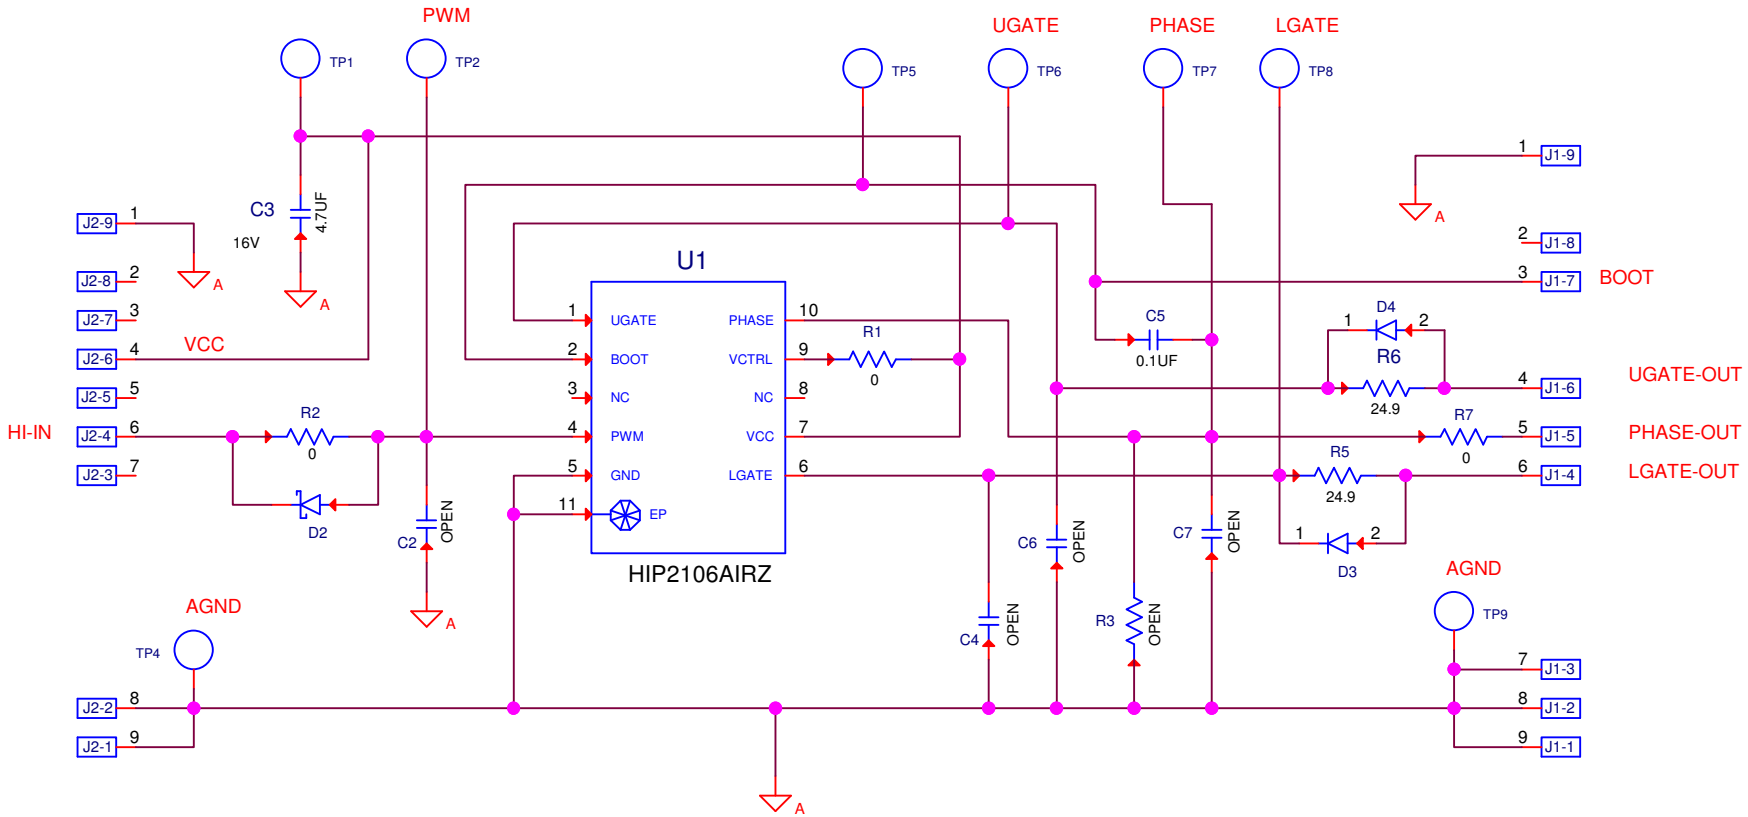 PWM
UGATE
PHASE
LGATE
TP1
TP2
TP5
TP6
TP7
TP8
1
J1-9
A
C3
4.7UF
16V
A
J2-9
1
A
J2-8
2
J2-7
3
J2-6
4
VCC
J2-5
5
HI-IN
J2-4
6
J2-3
7
R2
0
D2
C2
OPEN
A
U1
1
UGATE
2
BOOT
3
NC
4
PWM
5
GND
11
EP
PHASE
10
VCTRL
9
NC
8
VCC
7
LGATE
6
HIP2106AIRZ
R1
0
2
J1-8
3
J1-7
BOOT
C5
0.1UF
D4
1
2
R6
24.9
4
J1-6
UGATE-OUT
R7
0
5
J1-5
PHASE-OUT
R5
24.9
6
J1-4
LGATE-OUT
1
2
D3
C6
OPEN
C7
OPEN
C4
OPEN
R3
OPEN
AGND
TP4
J2-2
8
J2-1
9
A
AGND
TP9
7
J1-3
8
J1-2
9
J1-1